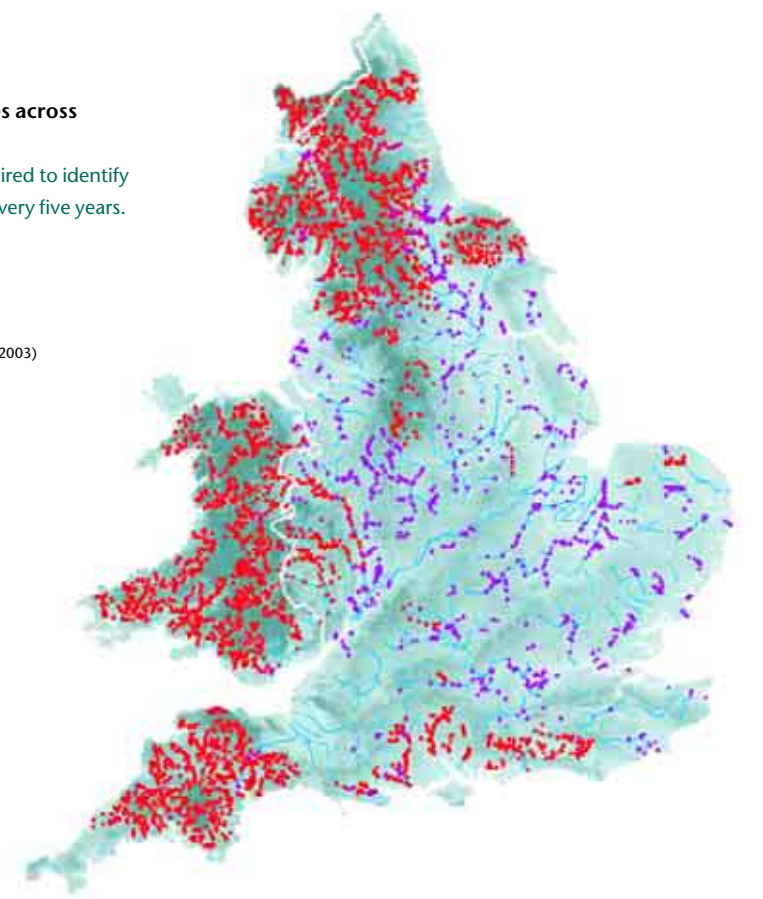 s across
ired to identify
very five years.
2003)